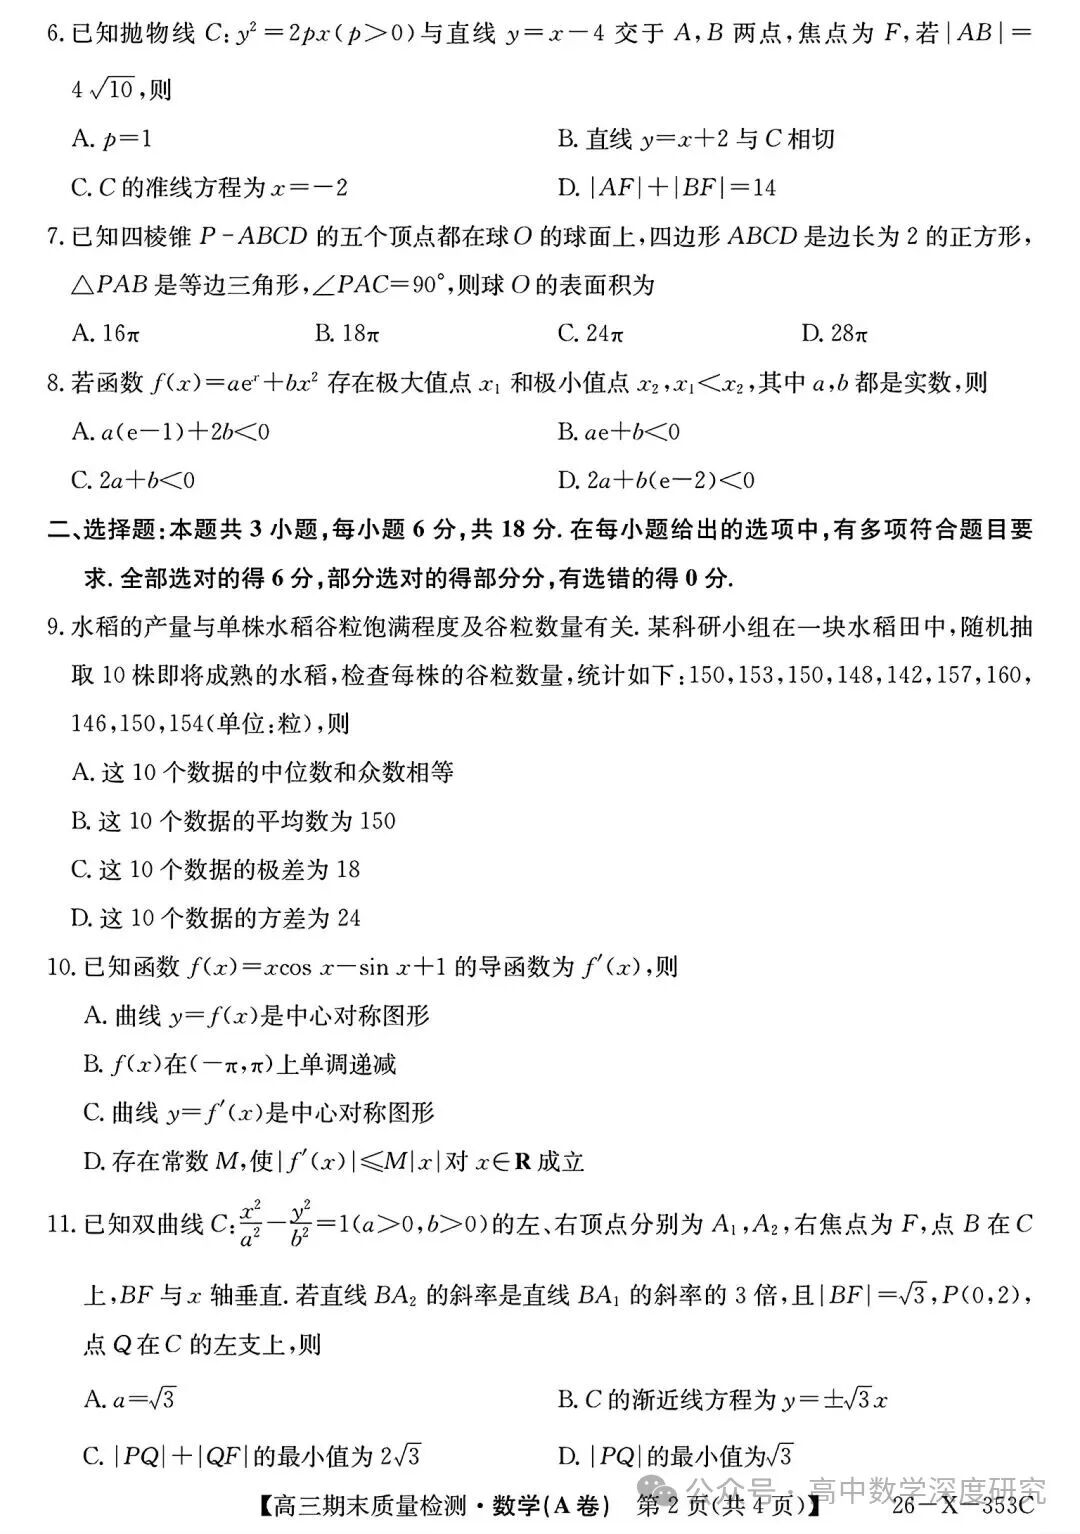 6. 已知抛物线 C: y²=2px(p>0)与直线 y=x-4 交于 A,B 两点,焦点为 F,若|AB|=
4√10,则
A. p=1 B. 直线 y=x+2 与 C 相切
C. C 的准线方程为 x=-2 D. |AF|+|BF|=14
7. 已知四棱锥 P-ABCD 的五个顶点都在球 O 的球面上,四边形 ABCD 是边长为 2 的正方形,
△PAB 是等边三角形,∠PAC=90°,则球 O 的表面积为
A. 16π B. 18π C. 24π D. 28π
8. 若函数 f(x)=aeˣ+bx² 存在极大值点 x₁ 和极小值点 x₂,x₁<x₂,其中 a,b 都是实数,则
A. a(e-1)+2b<0 B. ae+b<0
C. 2a+b<0 D. 2a+b(e-2)<0
二、选择题:本题共 3 小题,每小题 6 分,共 18 分. 在每小题给出的选项中,有多项符合题目要
求. 全部选对的得 6 分,部分选对的得部分分,有选错的得 0 分.
9. 水稻的产量与单株水稻谷粒饱满程度及谷粒数量有关. 某科研小组在一块水稻田中,随机抽
取 10 株即将成熟的水稻,检查每株的谷粒数量,统计如下:150,153,150,148,142,157,160,
146,150,154(单位:粒),则
A. 这 10 个数据的中位数和众数相等
B. 这 10 个数据的平均数为 150
C. 这 10 个数据的极差为 18
D. 这 10 个数据的方差为 24
10. 已知函数 f(x)=xcos x-sin x+1 的导函数为 f′(x),则
A. 曲线 y=f(x)是中心对称图形
B. f(x)在(-π,π)上单调递减
C. 曲线 y=f′(x)是中心对称图形
D. 存在常数 M,使|f′(x)|≤M|x|对 x∈R 成立
11. 已知双曲线 C: x²/a²-y²/b²=1(a>0,b>0)的左、右顶点分别为 A₁,A₂,右焦点为 F,点 B 在 C
上,BF 与 x 轴垂直. 若直线 BA₂ 的斜率是直线 BA₁ 的斜率的 3 倍,且|BF|=√3,P(0,2),
点 Q 在 C 的左支上,则
A. a=√3 B. C 的渐近线方程为 y=±√3x
C. |PQ|+|QF|的最小值为 2√3 D. |PQ|的最小值为√3
公众号·高中数学深度研究
【高三期末质量检测·数学(A 卷) 第 2 页(共 4 页)】 26-X-353C